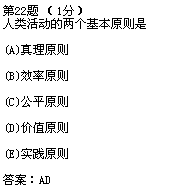 第22题 （1分）
人类活动的两个基本原则是
(A)真理原则
(B)效率原则
(C)公平原则
(D)价值原则
(E)实践原则
答案：AD